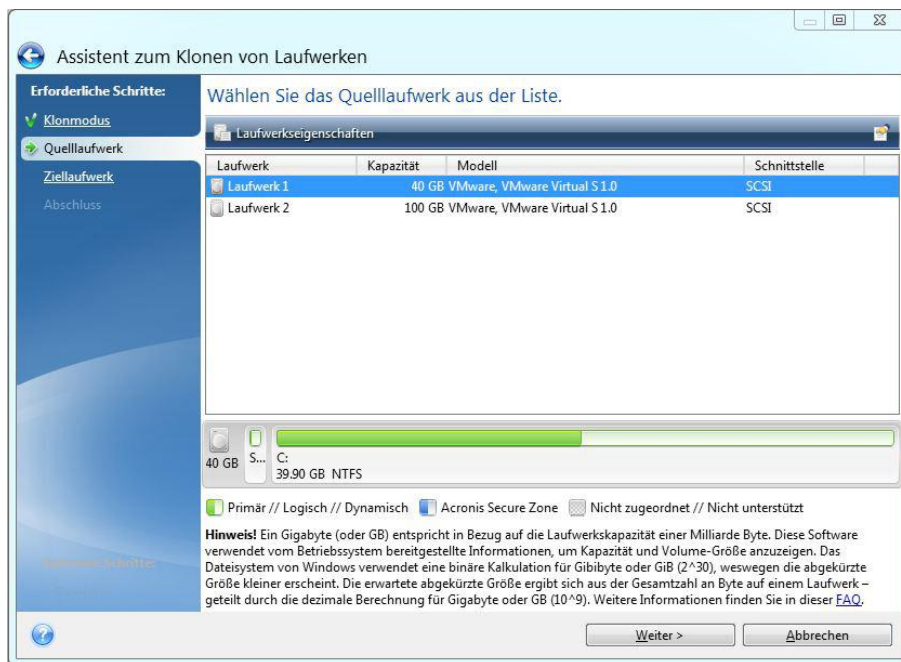 Assistent zum Klonen von Laufwerken
Erforderliche Schritte:
Klonmodus
Quelllaufwerk
Ziellaufwerk
Abschluss
Wählen Sie das Quelllaufwerk aus der Liste.
Laufwerkseigenschaften
Laufwerk Kapazität Modell Schnittstelle
Laufwerk 1 40 GB VMware, VMware Virtual S 1.0 SCSI
Laufwerk 2 100 GB VMware, VMware Virtual S 1.0 SCSI
40 GB S... C:
39.90 GB NTFS
Primär // Logisch // Dynamisch Acronis Secure Zone Nicht zugeordnet // Nicht unterstützt
Hinweis! Ein Gigabyte (oder GB) entspricht in Bezug auf die Laufwerkskapazität einer Milliarde Byte. Diese Software
verwendet vom Betriebssystem bereitgestellte Informationen, um Kapazität und Volume-Größe anzuzeigen. Das
Dateisystem von Windows verwendet eine binäre Kalkulation für Gibibyte oder GiB (2^30), weswegen die abgekürzte
Größe kleiner erscheint. Die erwartete abgekürzte Größe ergibt sich aus der Gesamtzahl an Byte auf einem Laufwerk –
geteilt durch die dezimale Berechnung für Gigabyte oder GB (10^9). Weitere Informationen finden Sie in dieser FAQ.
Weiter > Abbrechen